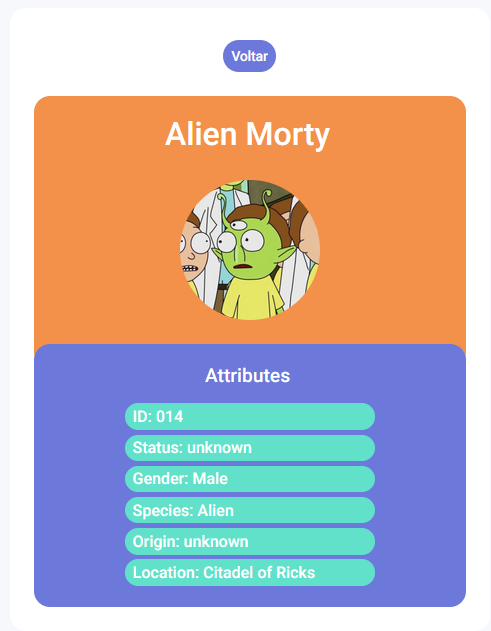 Voltar
Alien Morty
Attributes
ID: 014
Status: unknown
Gender: Male
Species: Alien
Origin: unknown
Location: Citadel of Ricks